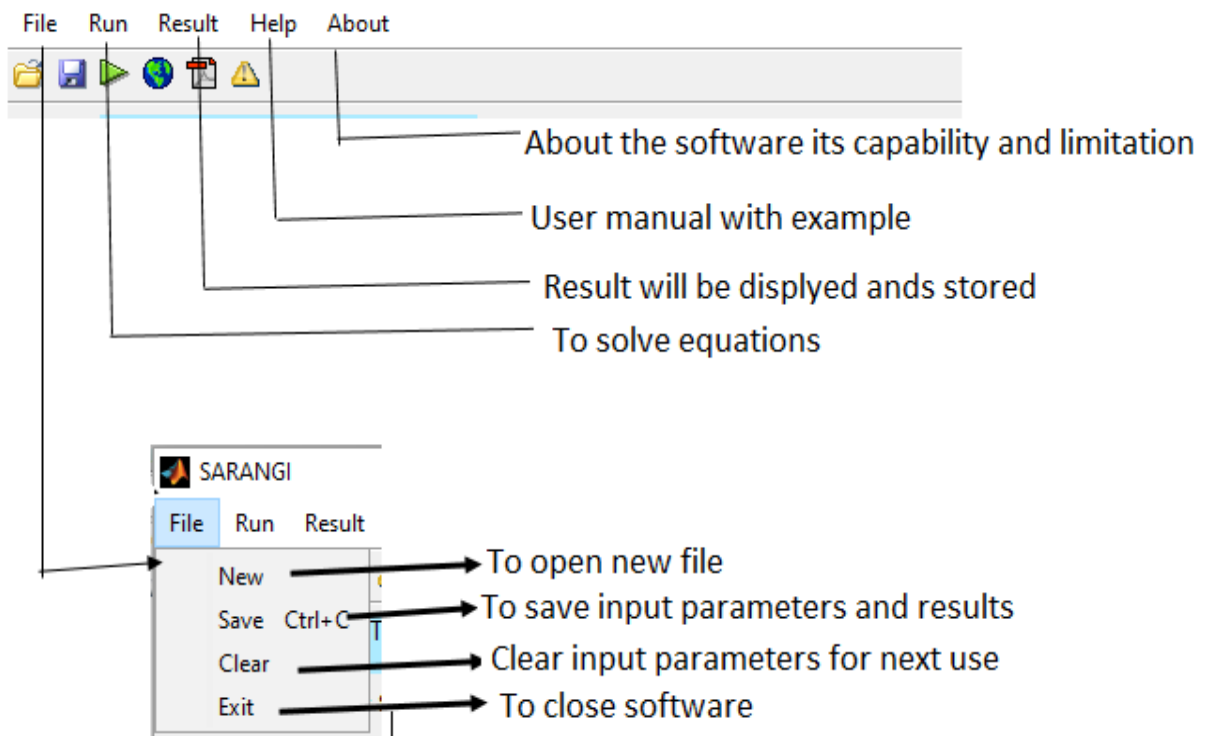 File Run Result Help About
About the software its capability and limitation
User manual with example
Result will be displyed ands stored
To solve equations
SARANGI
File Run Result
New To open new file
Save Ctrl+C To save input parameters and results
Clear Clear input parameters for next use
Exit To close software